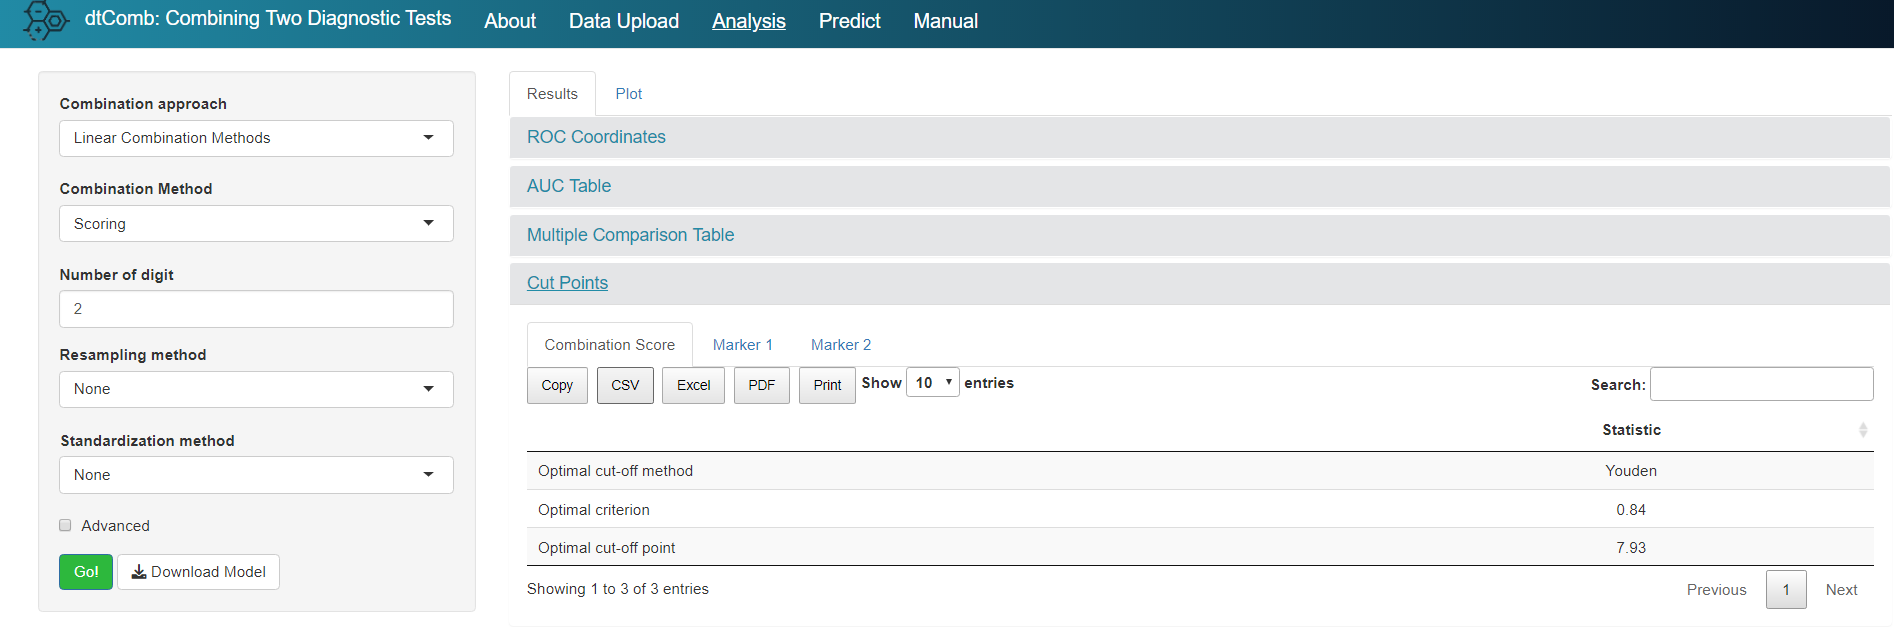 dtComb: Combining Two Diagnostic Tests About Data Upload Analysis Predict Manual
Combination approach
Linear Combination Methods
Combination Method
Scoring
Number of digit
2
Resampling method
None
Standardization method
None
Advanced
Go! Download Model
Results Plot
ROC Coordinates
AUC Table
Multiple Comparison Table
Cut Points
Combination Score Marker 1 Marker 2
Copy CSV Excel PDF Print Show 10 entries Search:
Statistic
Optimal cut-off method Youden
Optimal criterion 0.84
Optimal cut-off point 7.93
Showing 1 to 3 of 3 entries Previous 1 Next